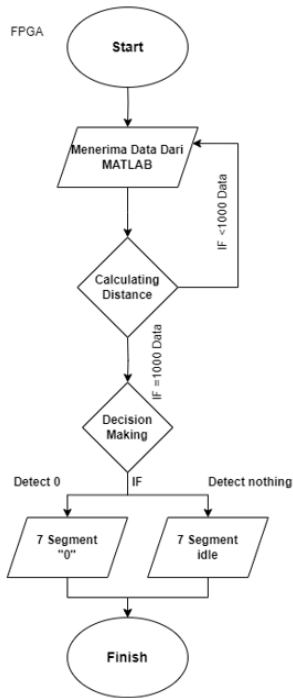 FPGA
Start
Menerima Data Dari
MATLAB
IF <1000 Data
Calculating
Distance
IF =1000 Data
Decision
Making
Detect 0
IF
Detect nothing
7 Segment
"0"
7 Segment
idle
Finish